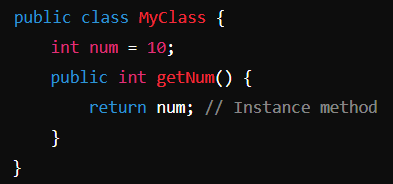 public class MyClass {
    int num = 10;
    public int getNum() {
        return num; // Instance method
    }
}